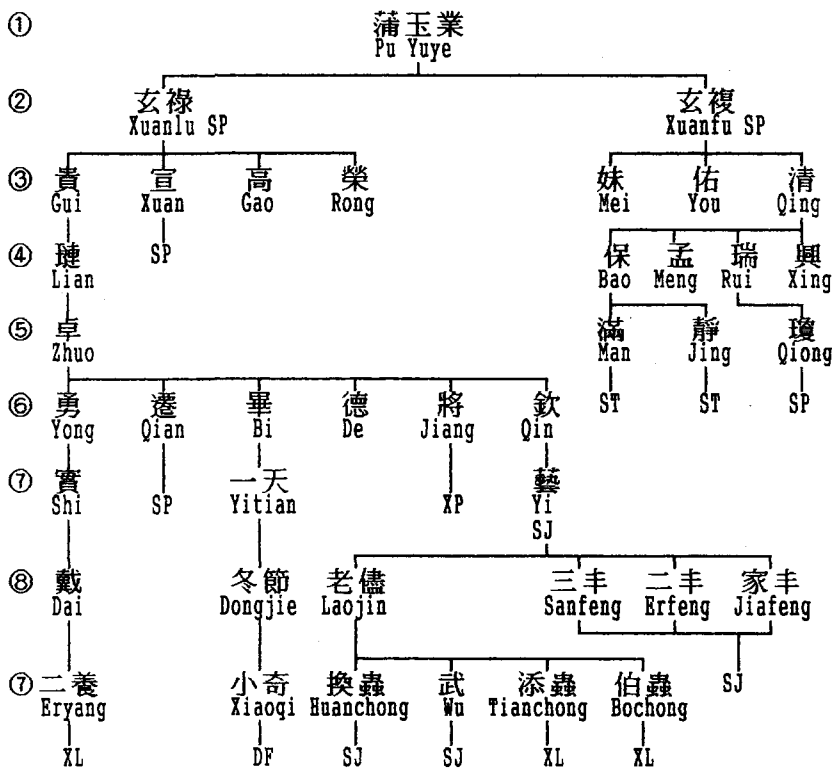 ① 蒲玉業
Pu Yuye
② 玄祿 玄複
Xuanlu SP Xuanfu SP
③ 貴 宣 高 榮 妹 佑 清
Gui Xuan Gao Rong Mei You Qing
④ 璉 SP 保 孟 瑞 興
Lian Bao Meng Rui Xing
⑤ 卓 滿 靜 瓊
Zhuo Man Jing Qiong
⑥ 勇 遷 畢 德 將 欽 ST ST SP
Yong Qian Bi De Jiang Qin
⑦ 實 SP 一天 XP 藝
Shi Yitian Yi
SJ
⑧ 戴 冬節 老儘 三丰 二丰 家丰
Dai Dongjie Laojin Sanfeng Erfeng Jiafeng
⑦ 二養 小奇 換蟲 武 添蟲 伯蟲 SJ
Eryang Xiaoqi Huanchong Wu Tianchong Bochong
XL DF SJ SJ XL XL